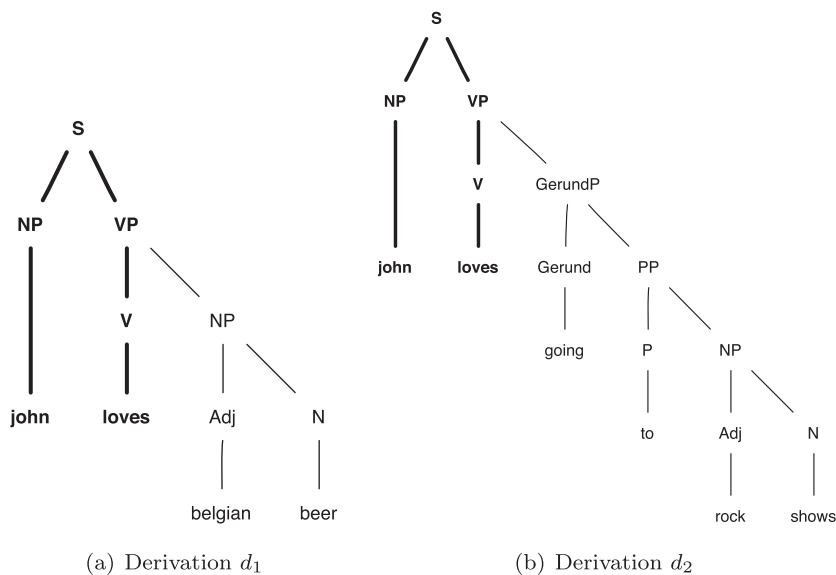 S
NP VP
V NP
john loves Adj N
belgian beer
(a) Derivation d1
S
NP VP
V GerundP
john loves Gerund PP
going P NP
to Adj N
rock shows
(b) Derivation d2